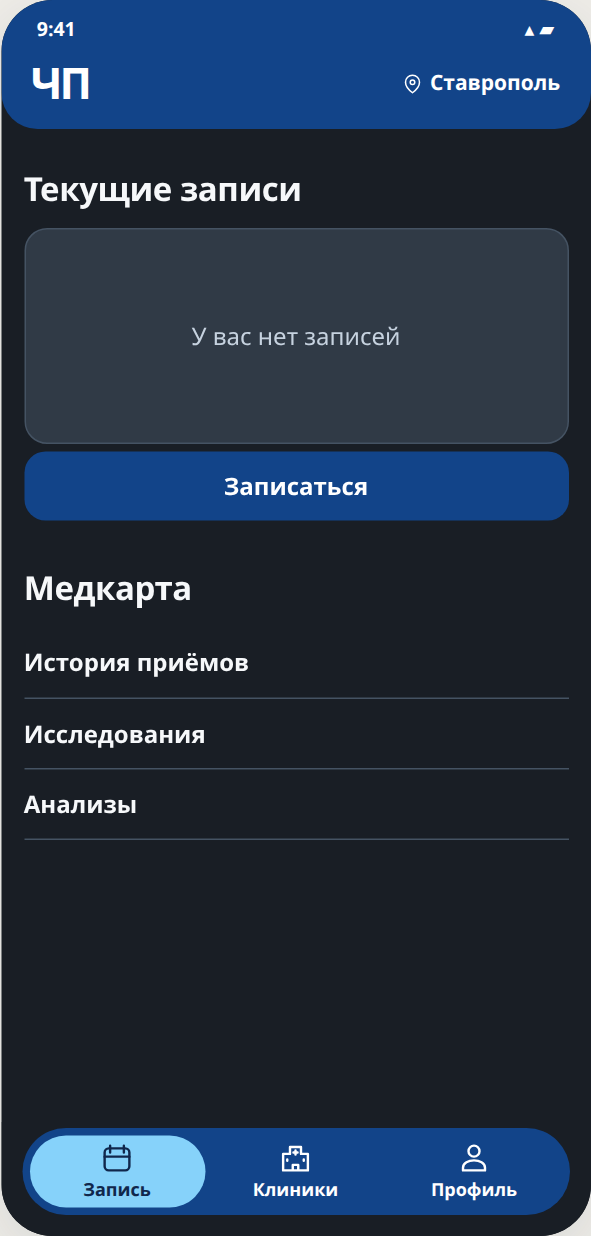 9:41
ЧП
Ставрополь
Текущие записи
У вас нет записей
Записаться
Медкарта
История приёмов
Исследования
Анализы
Запись
Клиники
Профиль